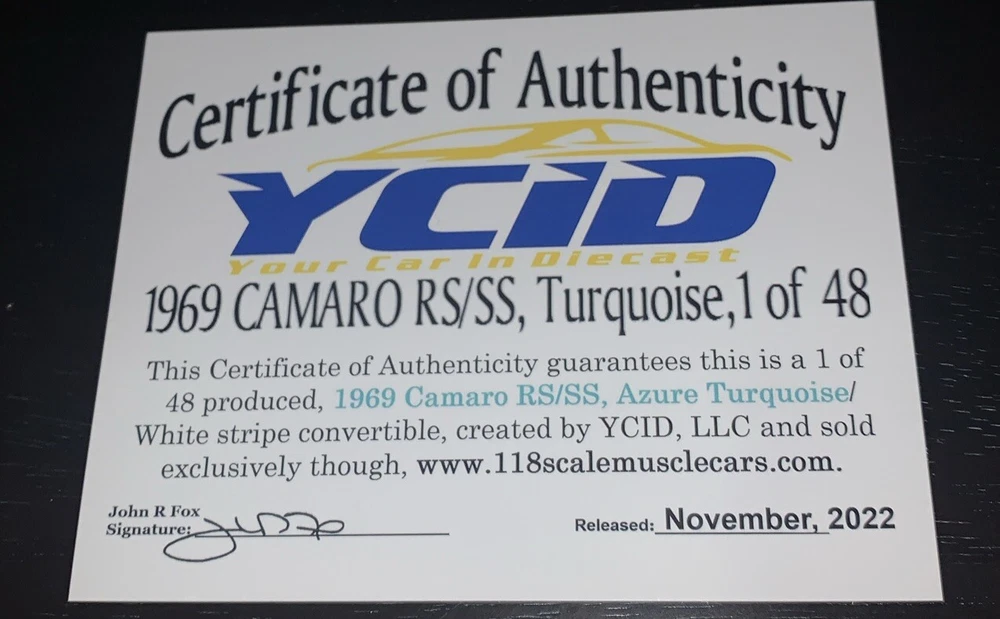 Certificate of Authenticity
YCiD
Your Car In Diecast
1969 CAMARO RS/SS, Turquoise,1 of 48
This Certificate of Authenticity guarantees this is a 1 of
48 produced, 1969 Camaro RS/SS, Azure Turquoise/
White stripe convertible, created by YCID, LLC and sold
exclusively though, www.118scalemusclecars.com.
John R Fox
Signature:
Released: November, 2022